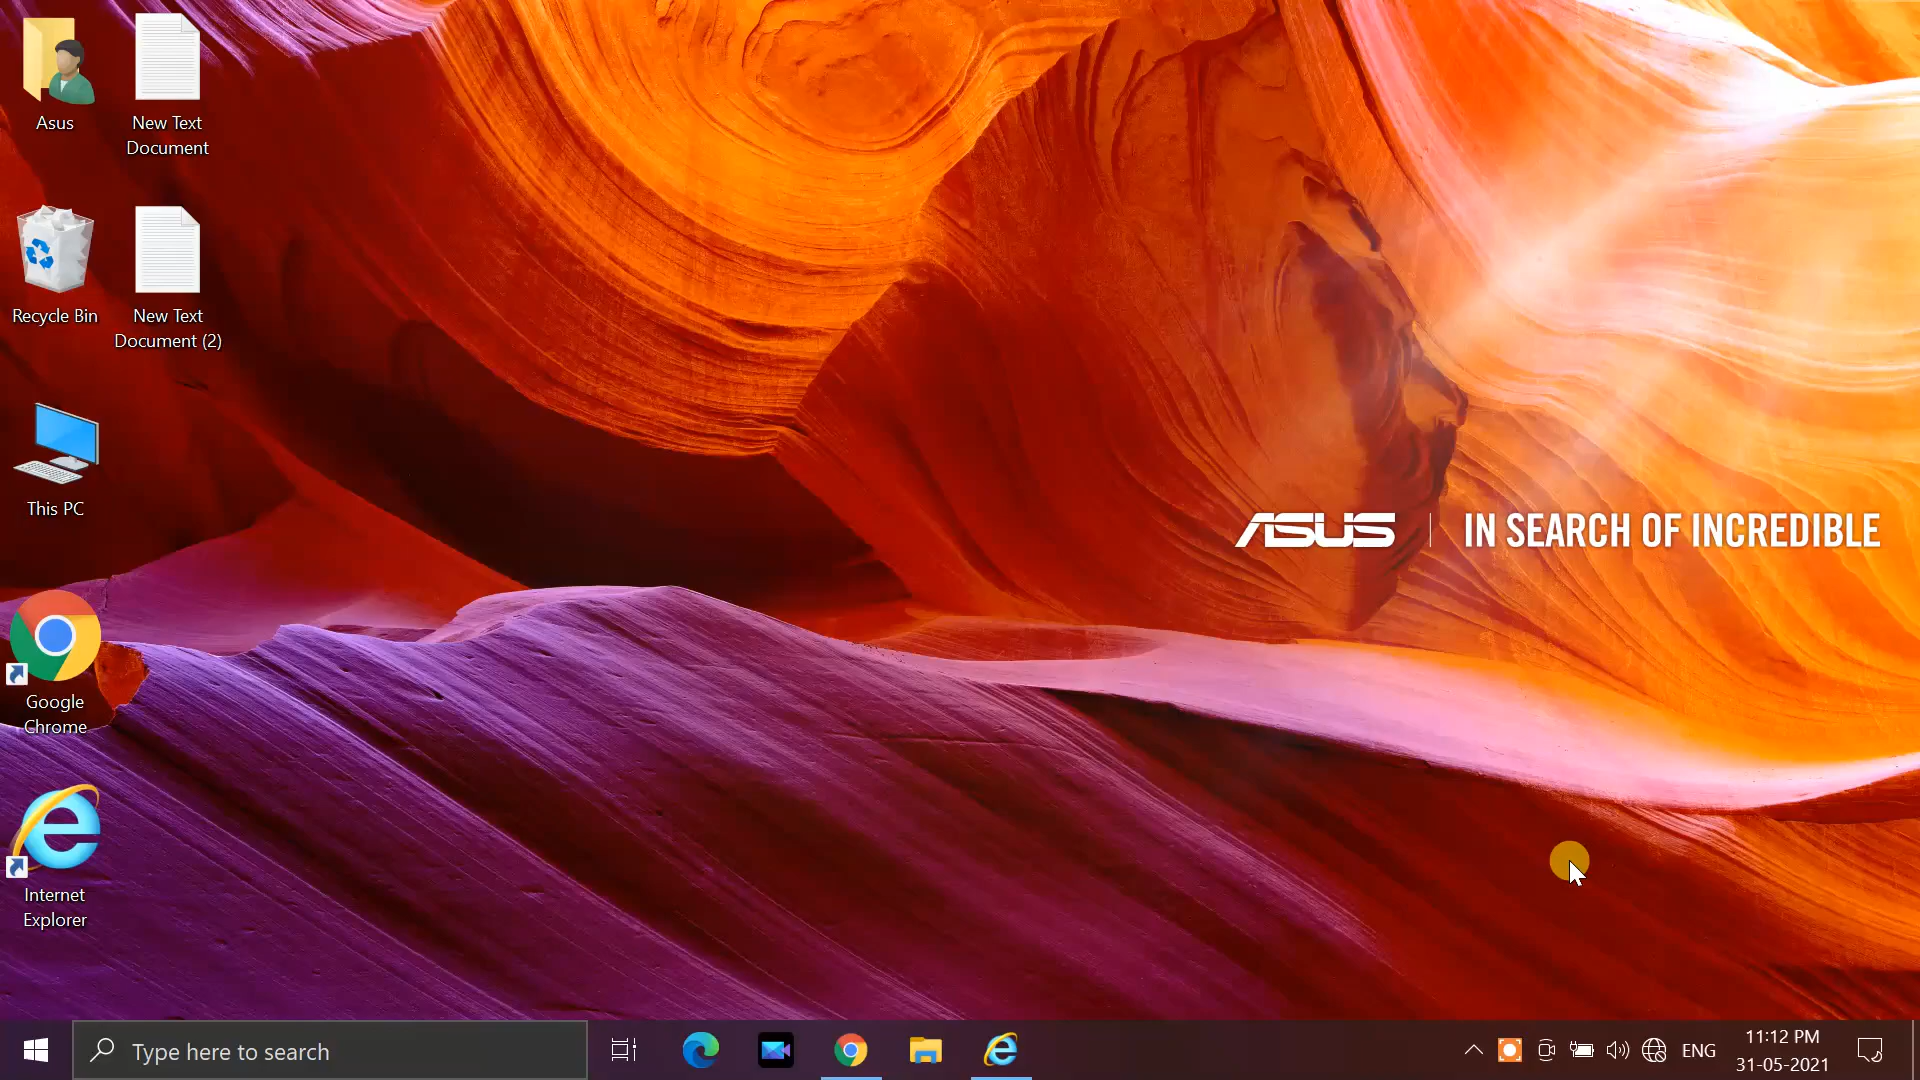 Asus
New Text
Document
Recycle Bin
New Text
Document (2)
This PC
ASUS | IN SEARCH OF INCREDIBLE
Google
Chrome
Internet
Explorer
Type here to search
ENG
11:12 PM
31-05-2021